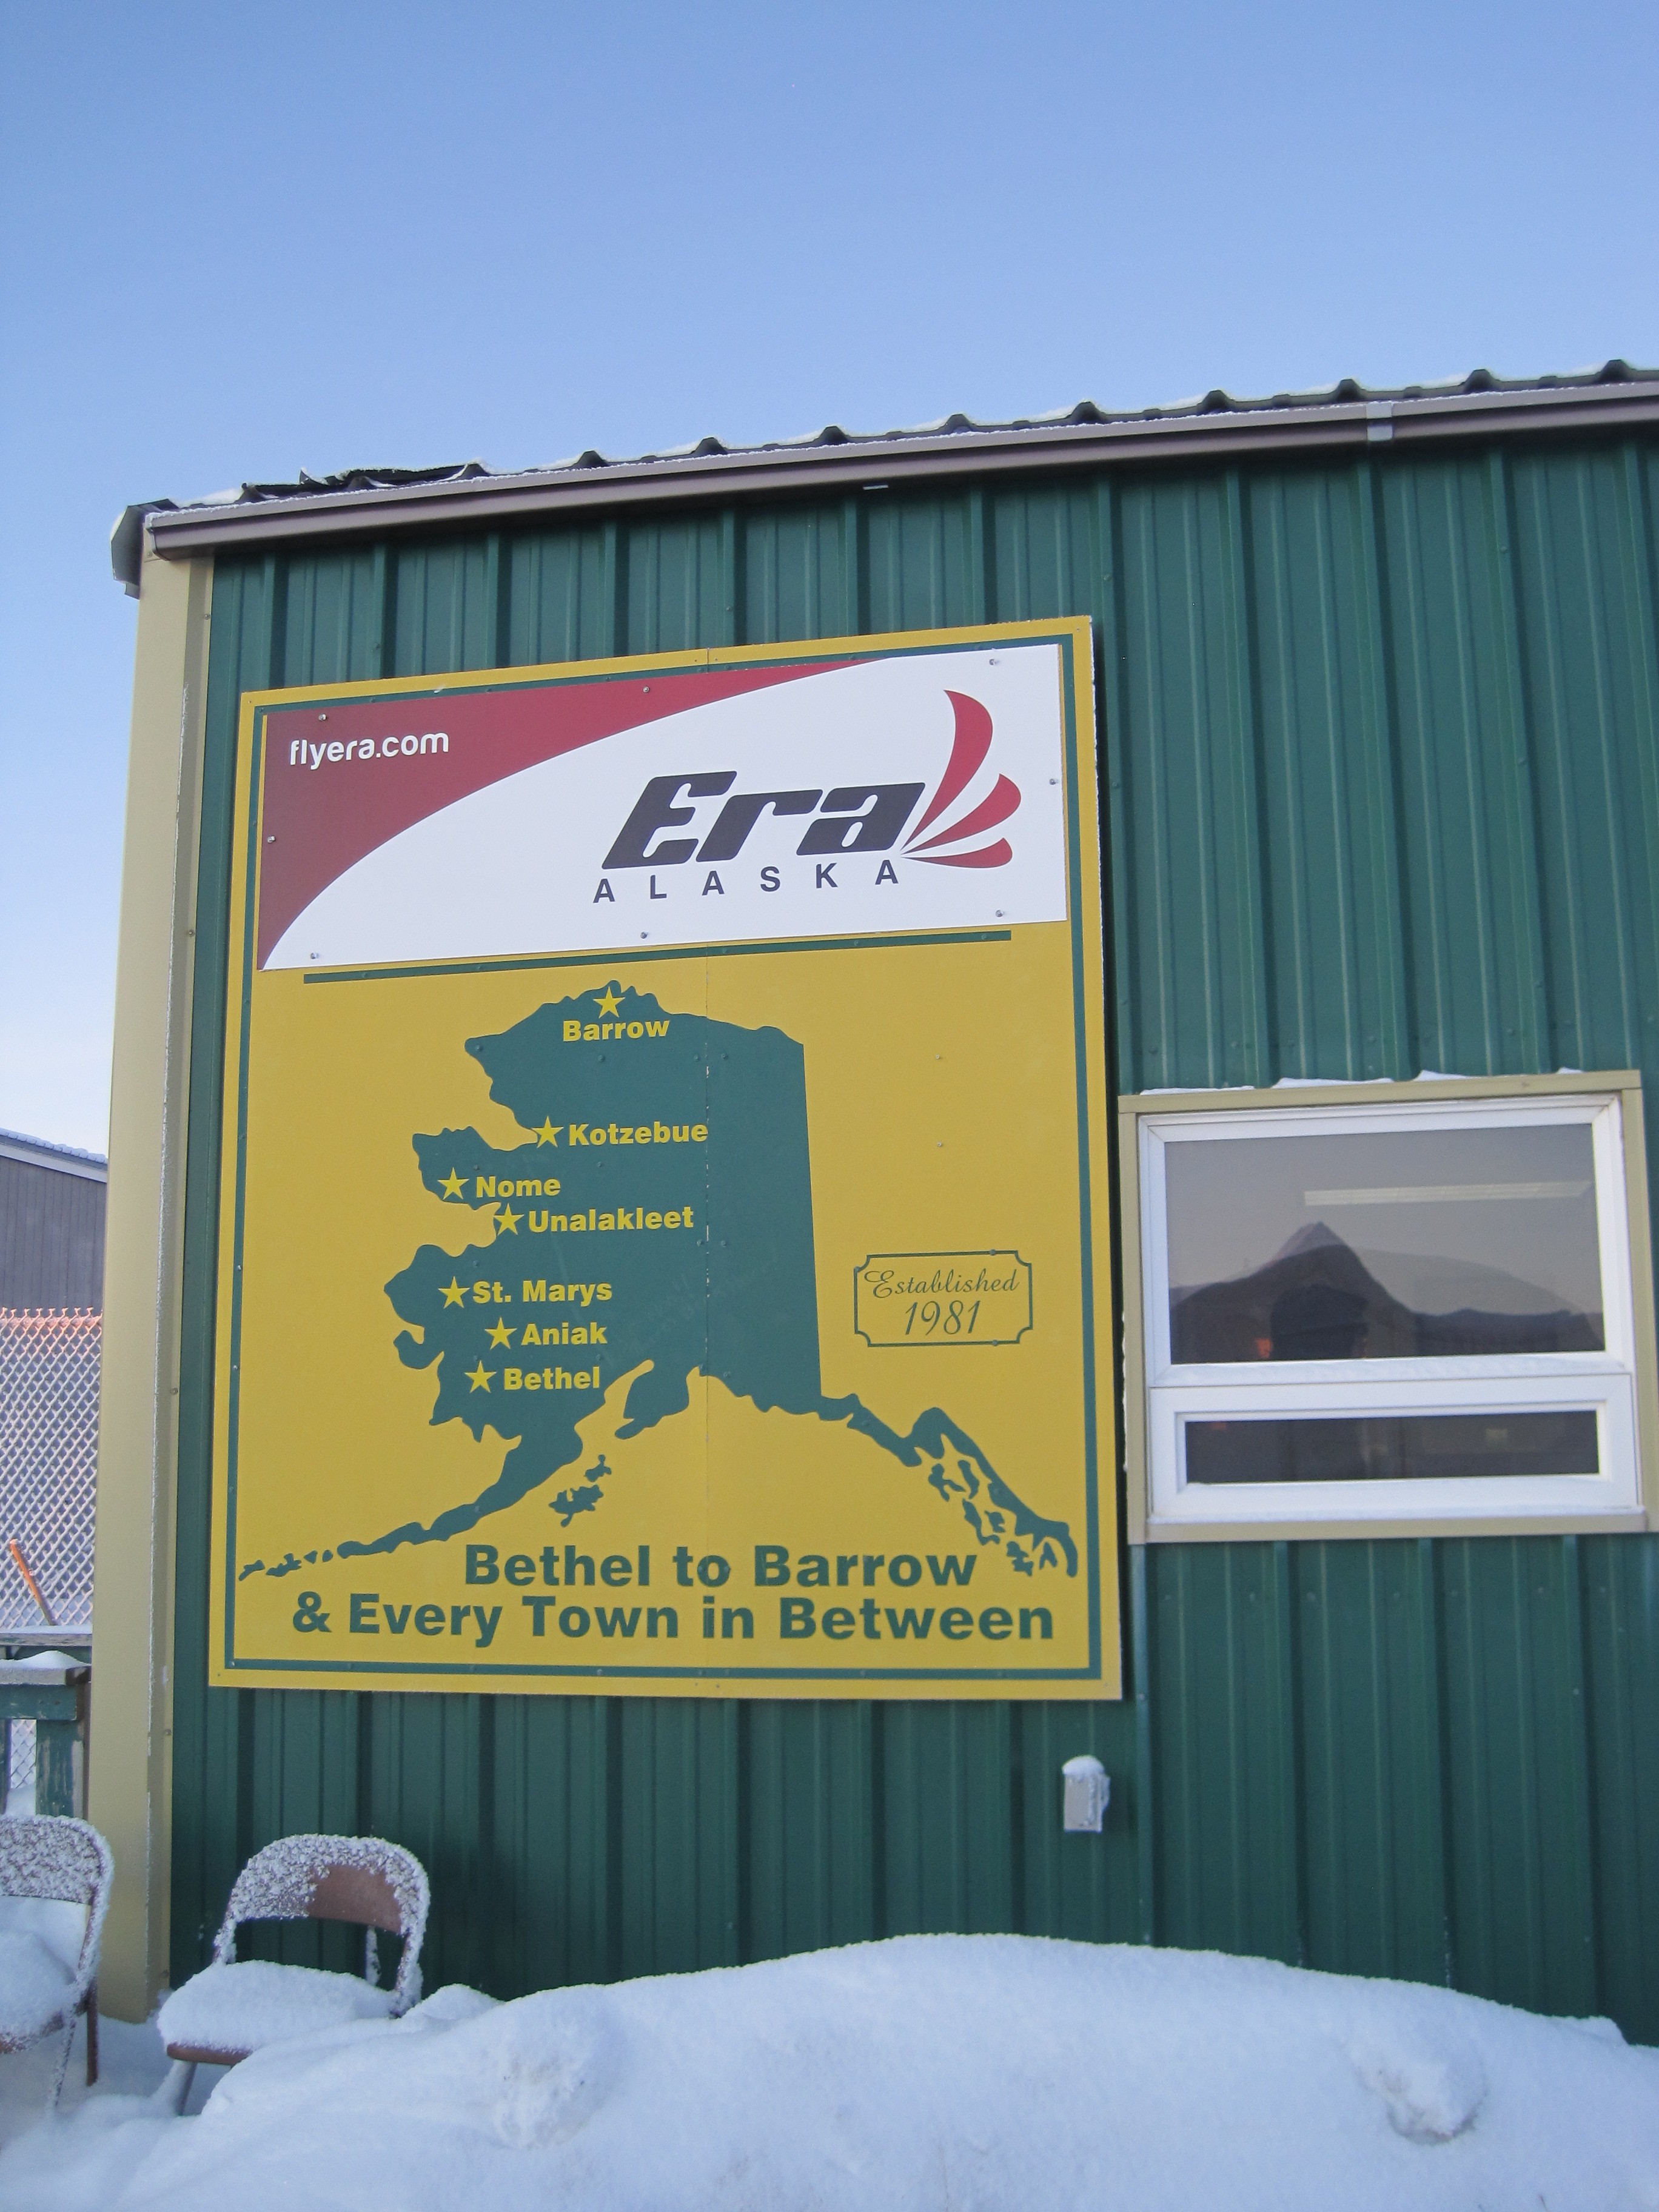 flyera.com
Era
ALASKA
Barrow
Kotzebue
Nome
Unalakleet
St. Marys
Aniak
Bethel
Established
1981
Bethel to Barrow
& Every Town in Between